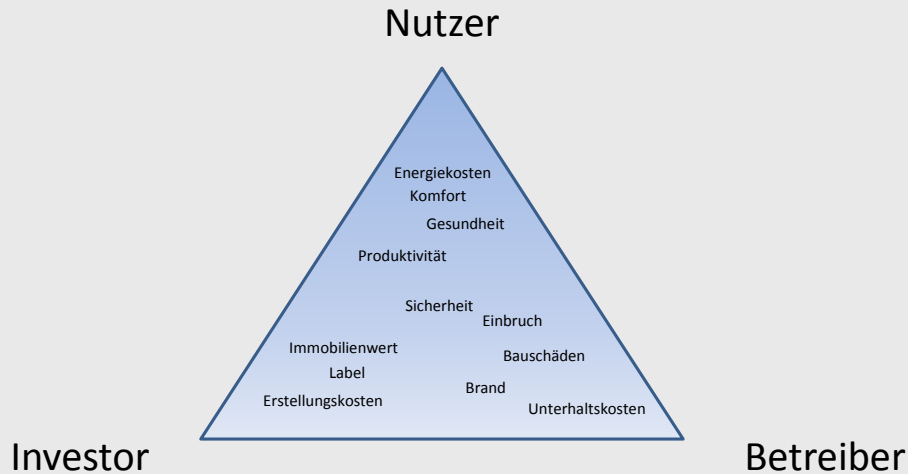 Nutzer
Energiekosten
Komfort
Gesundheit
Produktivität
Sicherheit
Einbruch
Immobilienwert
Bauschäden
Label
Brand
Erstellungskosten
Unterhaltskosten
Investor
Betreiber